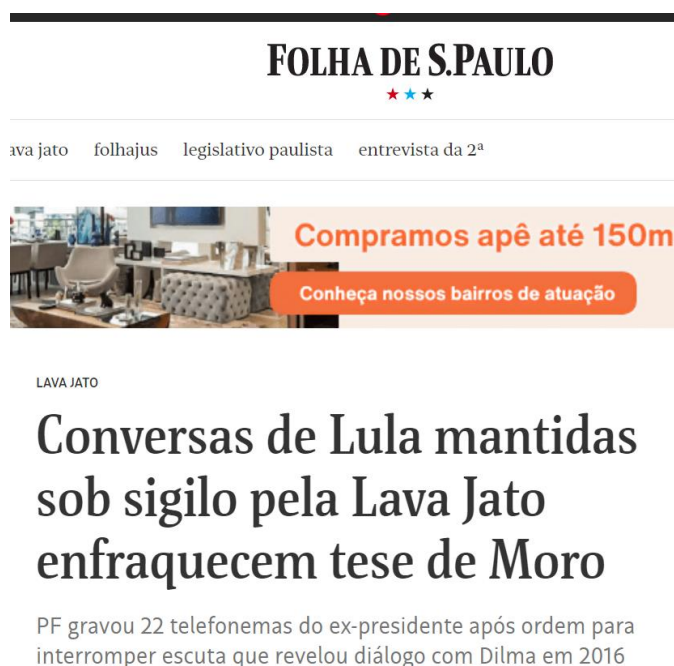 FOLHA DE S.PAULO
ava jato folhajus legislativo paulista entrevista da 2ª
Compramos apê até 150m
Conheça nossos bairros de atuação
LAVA JATO
Conversas de Lula mantidas
sob sigilo pela Lava Jato
enfraquecem tese de Moro
PF gravou 22 telefonemas do ex-presidente após ordem para
interromper escuta que revelou diálogo com Dilma em 2016